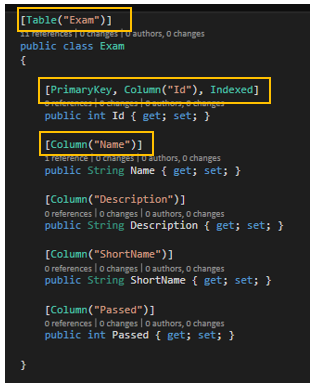 [Table("Exam")]
11 references | 0 changes | 0 authors, 0 changes
public class Exam
{
[PrimaryKey, Column("Id"), Indexed]
0 references | 0 changes | 0 authors, 0 changes
public int Id { get; set; }
[Column("Name")]
1 reference | 0 changes | 0 authors, 0 changes
public String Name { get; set; }
[Column("Description")]
0 references | 0 changes | 0 authors, 0 changes
public String Description { get; set; }
[Column("ShortName")]
0 references | 0 changes | 0 authors, 0 changes
public String ShortName { get; set; }
[Column("Passed")]
0 references | 0 changes | 0 authors, 0 changes
public int Passed { get; set; }
}